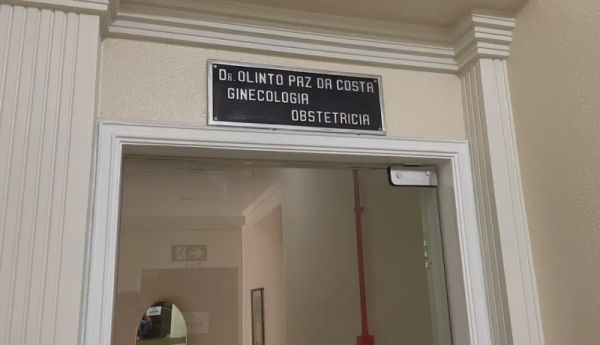 DR. OLINTO PAZ DA COSTA
GINECOLOGIA
OBSTETRICIA